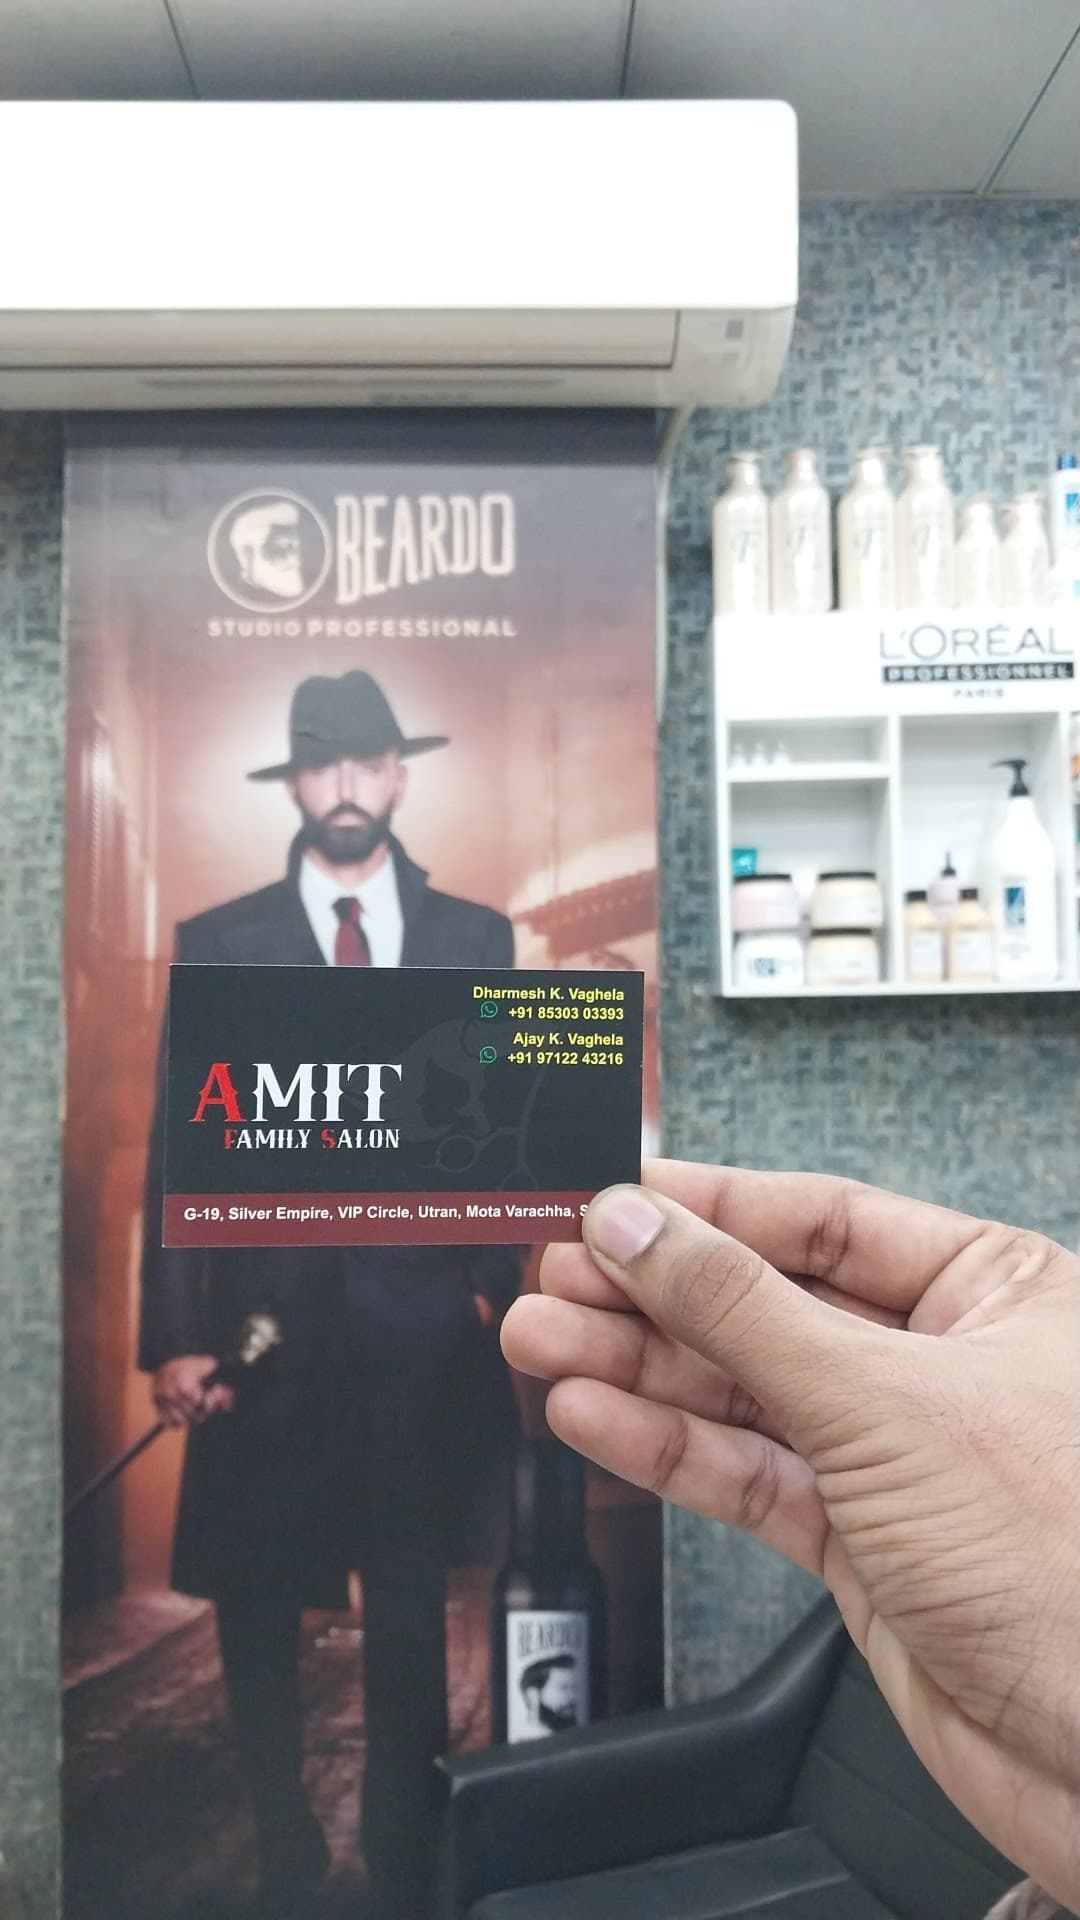 BEARDO
STUDIO PROFESSIONAL
L'ORÉAL
PROFESSIONNEL
PARIS
Dharmesh K. Vaghela
+91 85303 03393
Ajay K. Vaghela
+91 97122 43216
AMIT
FAMILY SALON
G-19, Silver Empire, VIP Circle, Utran, Mota Varachha, S
BEARDO